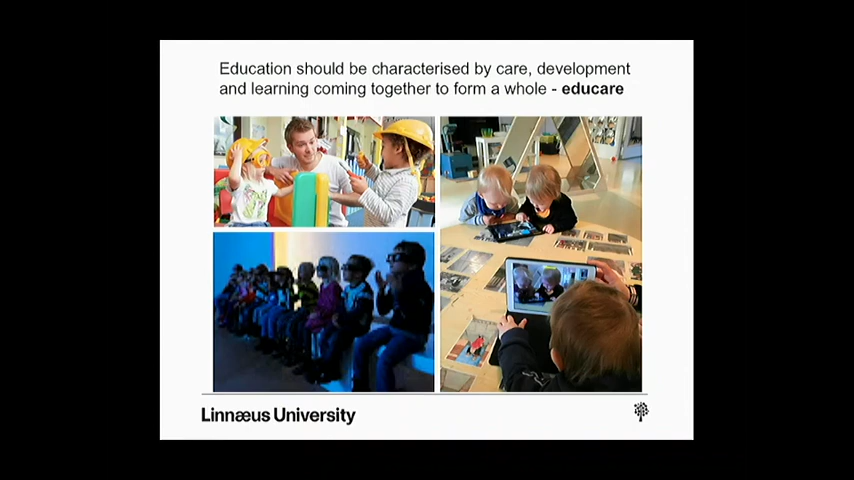 Education should be characterised by care, development
and learning coming together to form a whole - educare
Linnæus University